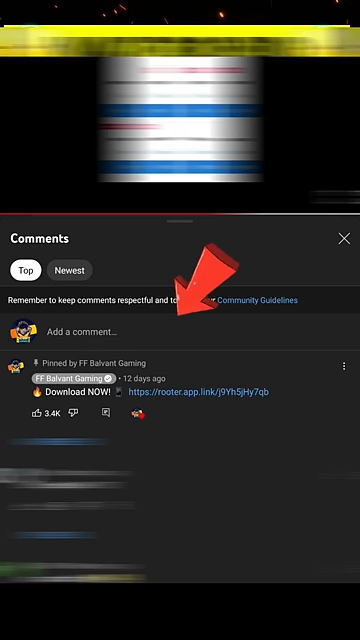 Comments
Top
Newest
Remember to keep comments respectful and to
Community Guidelines
Add a comment...
Pinned by FF Balvant Gaming
FF Balvant Gaming • 12 days ago
🔥 Download NOW! 📱 https://rooter.app.link/j9Yh5jHy7qb
3.4K